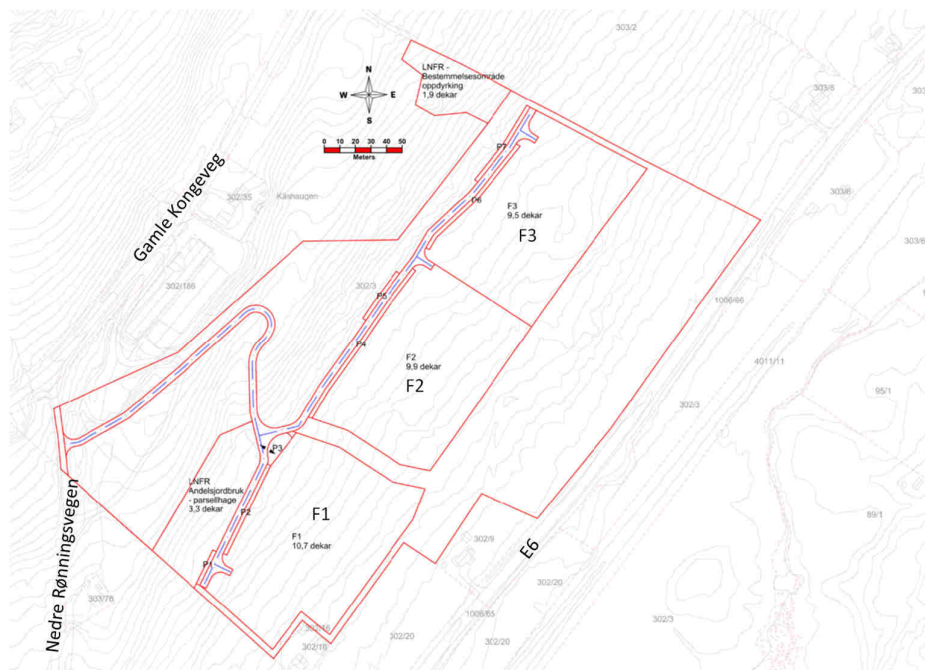 303/2
LNFR -
Bestemmelsesområde
oppdyrking
1,9 dekar
N
W E
S
0 10 20 30 40 50
Meters
303/8
P7
303/6
Gamle Kongeveg
302/35
Kåshaugen
P6
F3
9,5 dekar
F3
302/186
302/3
P5
1006/66
P4
F2
9,9 dekar
F2
4011/11
95/1
302/3
P3
LNFR
Andelsjordbruk
- parsellhage
3,3 dekar
P2
F1
F1
10,7 dekar
89/1
302/9
E6
P1
302/20
Nedre Rønningsvegen
303/76
1006/65
302/16
302/20
302/20
302/3
302/16